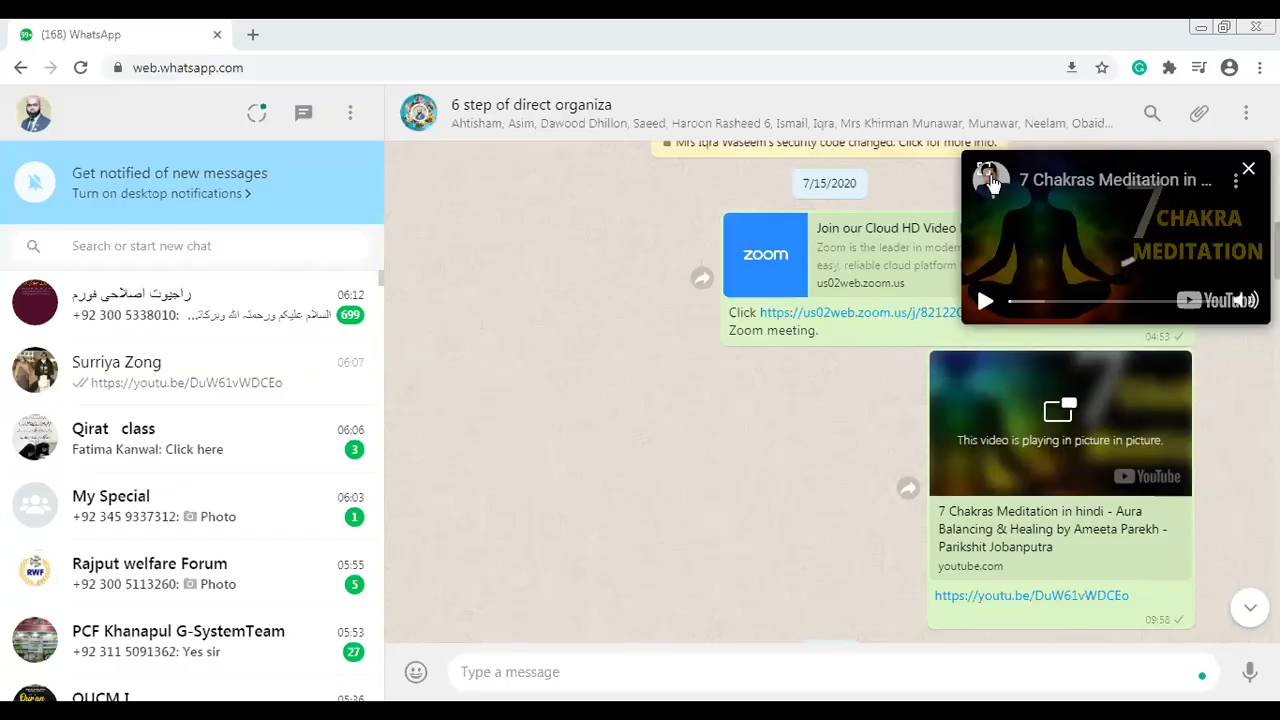 (168) WhatsApp
web.whatsapp.com
Get notified of new messages
Turn on desktop notifications >
Search or start new chat
راجپوت اصلاحی فورم
06:12
+92 300 5338010: السلام علیکم ورحمتہ اللہ وبرکاتہ...
699
Surriya Zong
06:07
https://youtu.be/DuW61vWDCEo
Qirat class
06:06
Fatima Kanwal: Click here
3
My Special
06:03
+92 345 9337312: Photo
1
Rajput welfare Forum
05:55
+92 300 5113260: Photo
5
PCF Khanapul G-SystemTeam
05:53
+92 311 5091362: Yes sir
27
OUCM I
05:36
6 step of direct organiza
Ahtisham, Asim, Dawood Dhillon, Saeed, Haroon Rasheed 6, Ismail, Iqra, Mrs Khirman Munawar, Munawar, Neelam, Obaid...
Mrs Iqra Waseem's security code changed. Click for more info.
7/15/2020
zoom
Join our Cloud HD Video
Zoom is the leader in modern
easy, reliable cloud platform
us02web.zoom.us
Click https://us02web.zoom.us/j/82122
Zoom meeting.
04:53
7 Chakras Meditation in ...
7
CHAKRA
MEDITATION
YouTube
This video is playing in picture in picture.
YouTube
7 Chakras Meditation in hindi - Aura
Balancing & Healing by Ameeta Parekh -
Parikshit Jobanputra
youtube.com
https://youtu.be/DuW61vWDCEo
09:58
Type a message